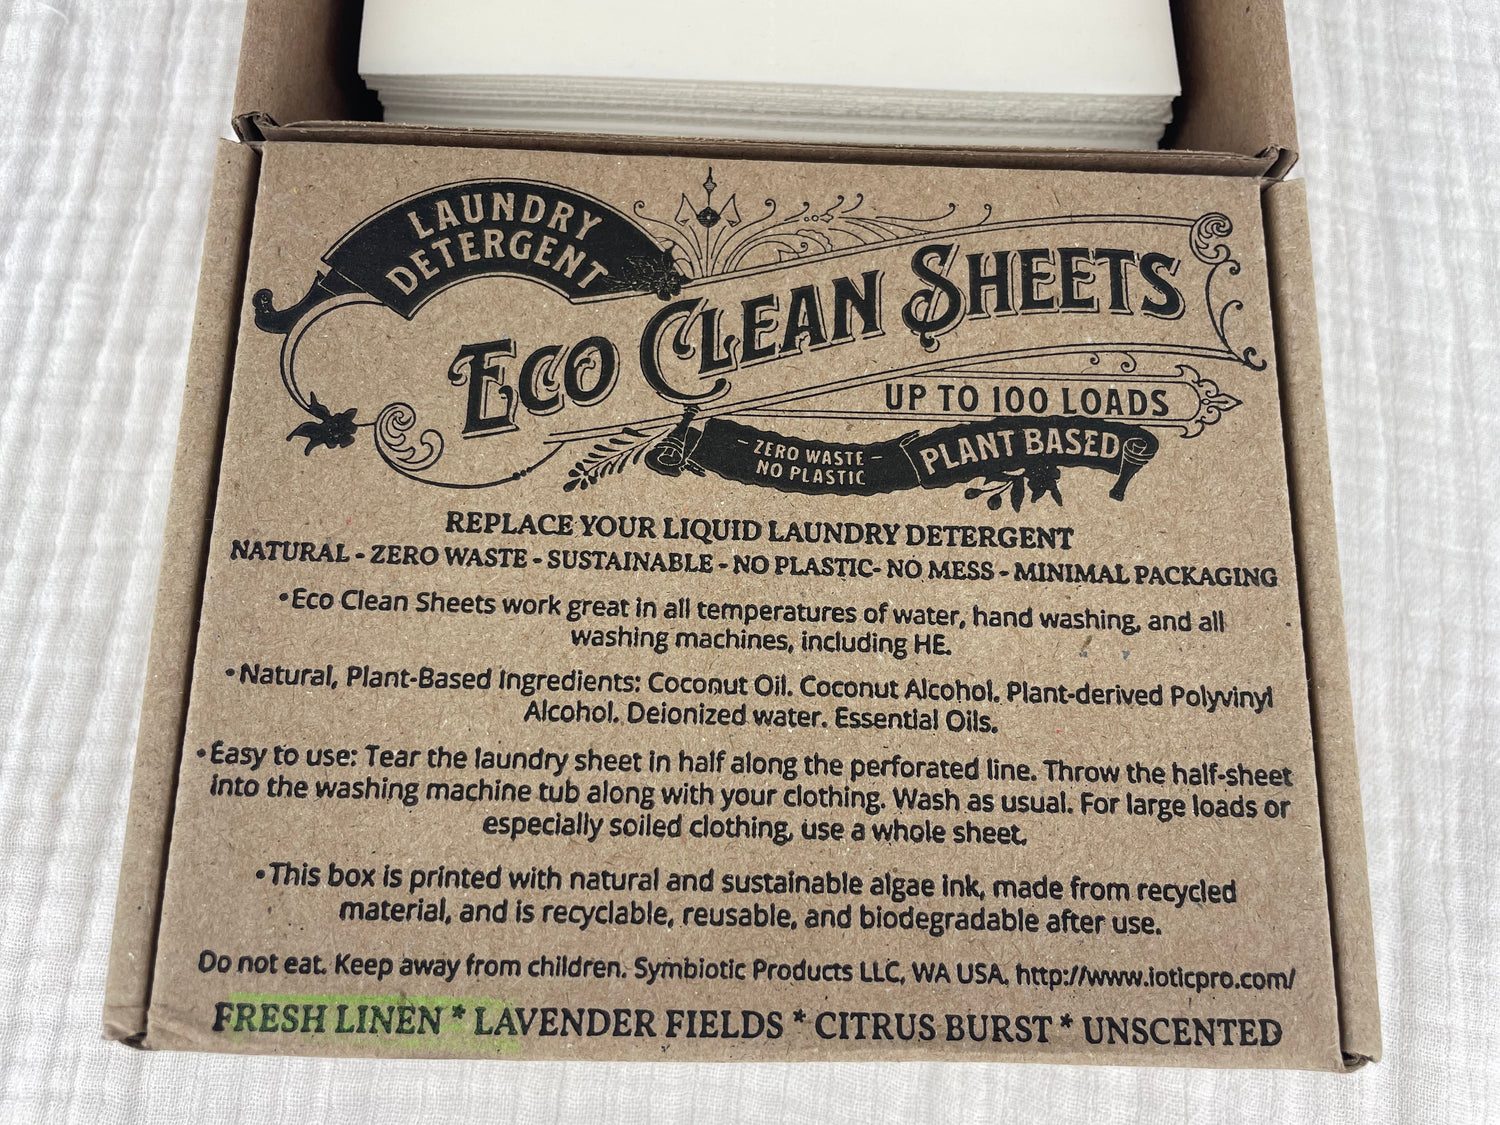 LAUNDRY
DETERGENT
ECO CLEAN SHEETS
UP TO 100 LOADS
- ZERO WASTE -
NO PLASTIC
PLANT BASED
REPLACE YOUR LIQUID LAUNDRY DETERGENT
NATURAL - ZERO WASTE - SUSTAINABLE - NO PLASTIC- NO MESS - MINIMAL PACKAGING
•Eco Clean Sheets work great in all temperatures of water, hand washing, and all
washing machines, including HE.
•Natural, Plant-Based Ingredients: Coconut Oil. Coconut Alcohol. Plant-derived Polyvinyl
Alcohol. Deionized water. Essential Oils.
•Easy to use: Tear the laundry sheet in half along the perforated line. Throw the half-sheet
into the washing machine tub along with your clothing. Wash as usual. For large loads or
especially soiled clothing, use a whole sheet.
•This box is printed with natural and sustainable algae ink, made from recycled
material, and is recyclable, reusable, and biodegradable after use.
Do not eat. Keep away from children. Symbiotic Products LLC, WA USA, http://www.ioticpro.com/
FRESH LINEN * LAVENDER FIELDS * CITRUS BURST * UNSCENTED